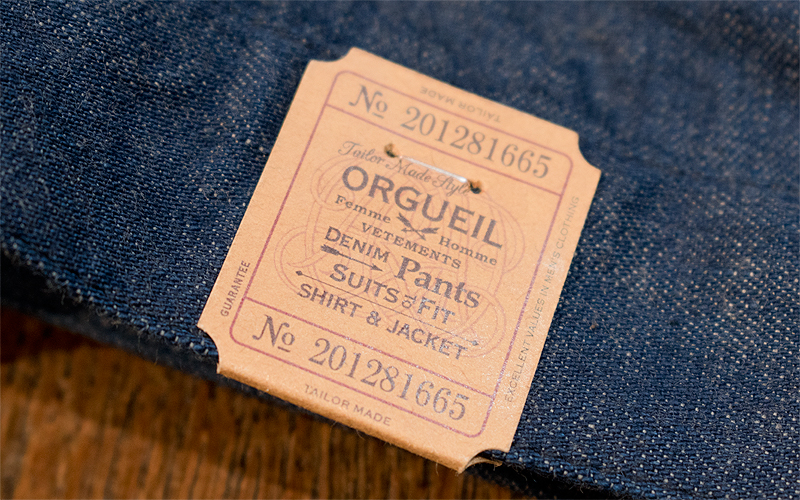 TAILOR MADE
No 201281665
Tailor Made Style
ORGUEIL
Femme Homme
VETEMENTS
DENIM Pants
SUITS of FIT
SHIRT & JACKET
No 201281665
TAILOR MADE
GUARANTEE
EXCELLENT VALUES IN MEN'S CLOTHING